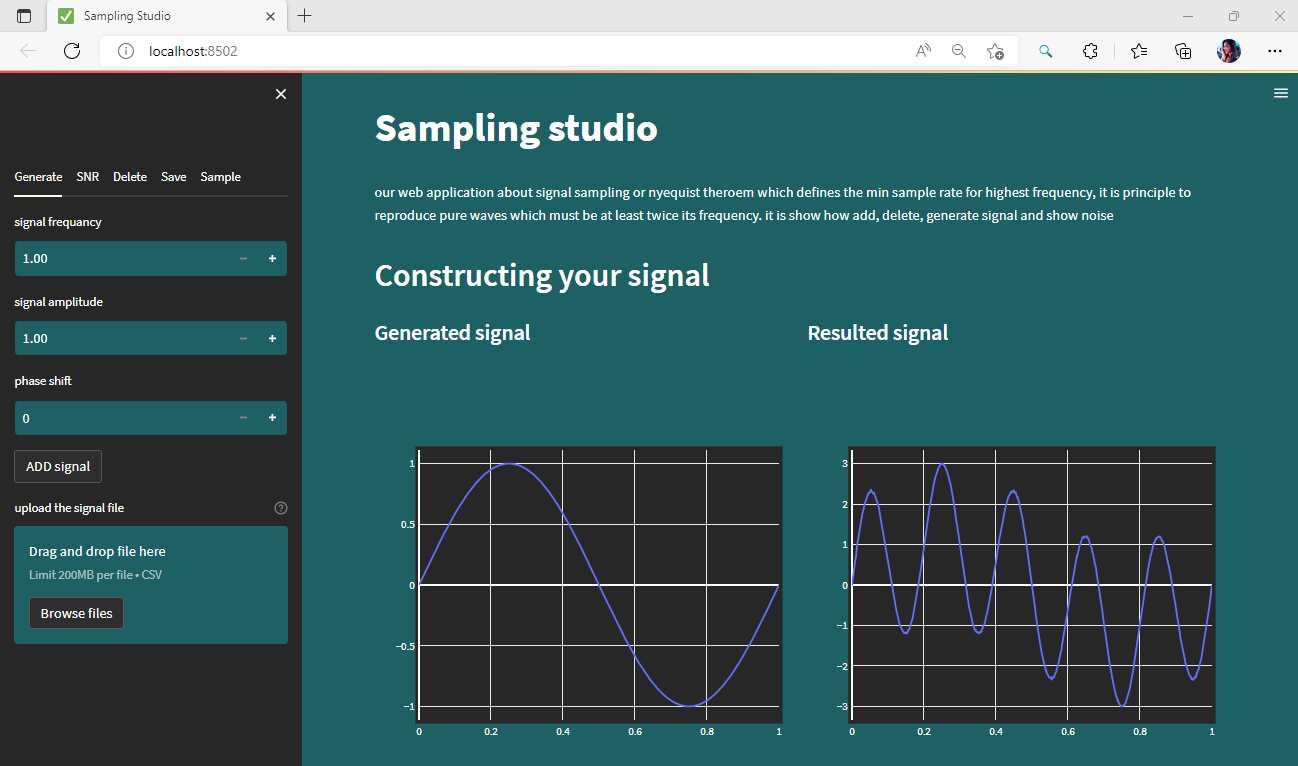 Sampling Studio
localhost:8502
Generate SNR Delete Save Sample
signal frequancy
1.00
signal amplitude
1.00
phase shift
0
ADD signal
upload the signal file
Drag and drop file here
Limit 200MB per file • CSV
Browse files
Sampling studio
our web application about signal sampling or nyequist theroem which defines the min sample rate for highest frequency, it is principle to
reproduce pure waves which must be at least twice its frequency. it is show how add, delete, generate signal and show noise
Constructing your signal
Generated signal
1
0.5
0
−0.5
−1
0 0.2 0.4 0.6 0.8 1
Resulted signal
3
2
1
0
−1
−2
−3
0 0.2 0.4 0.6 0.8 1